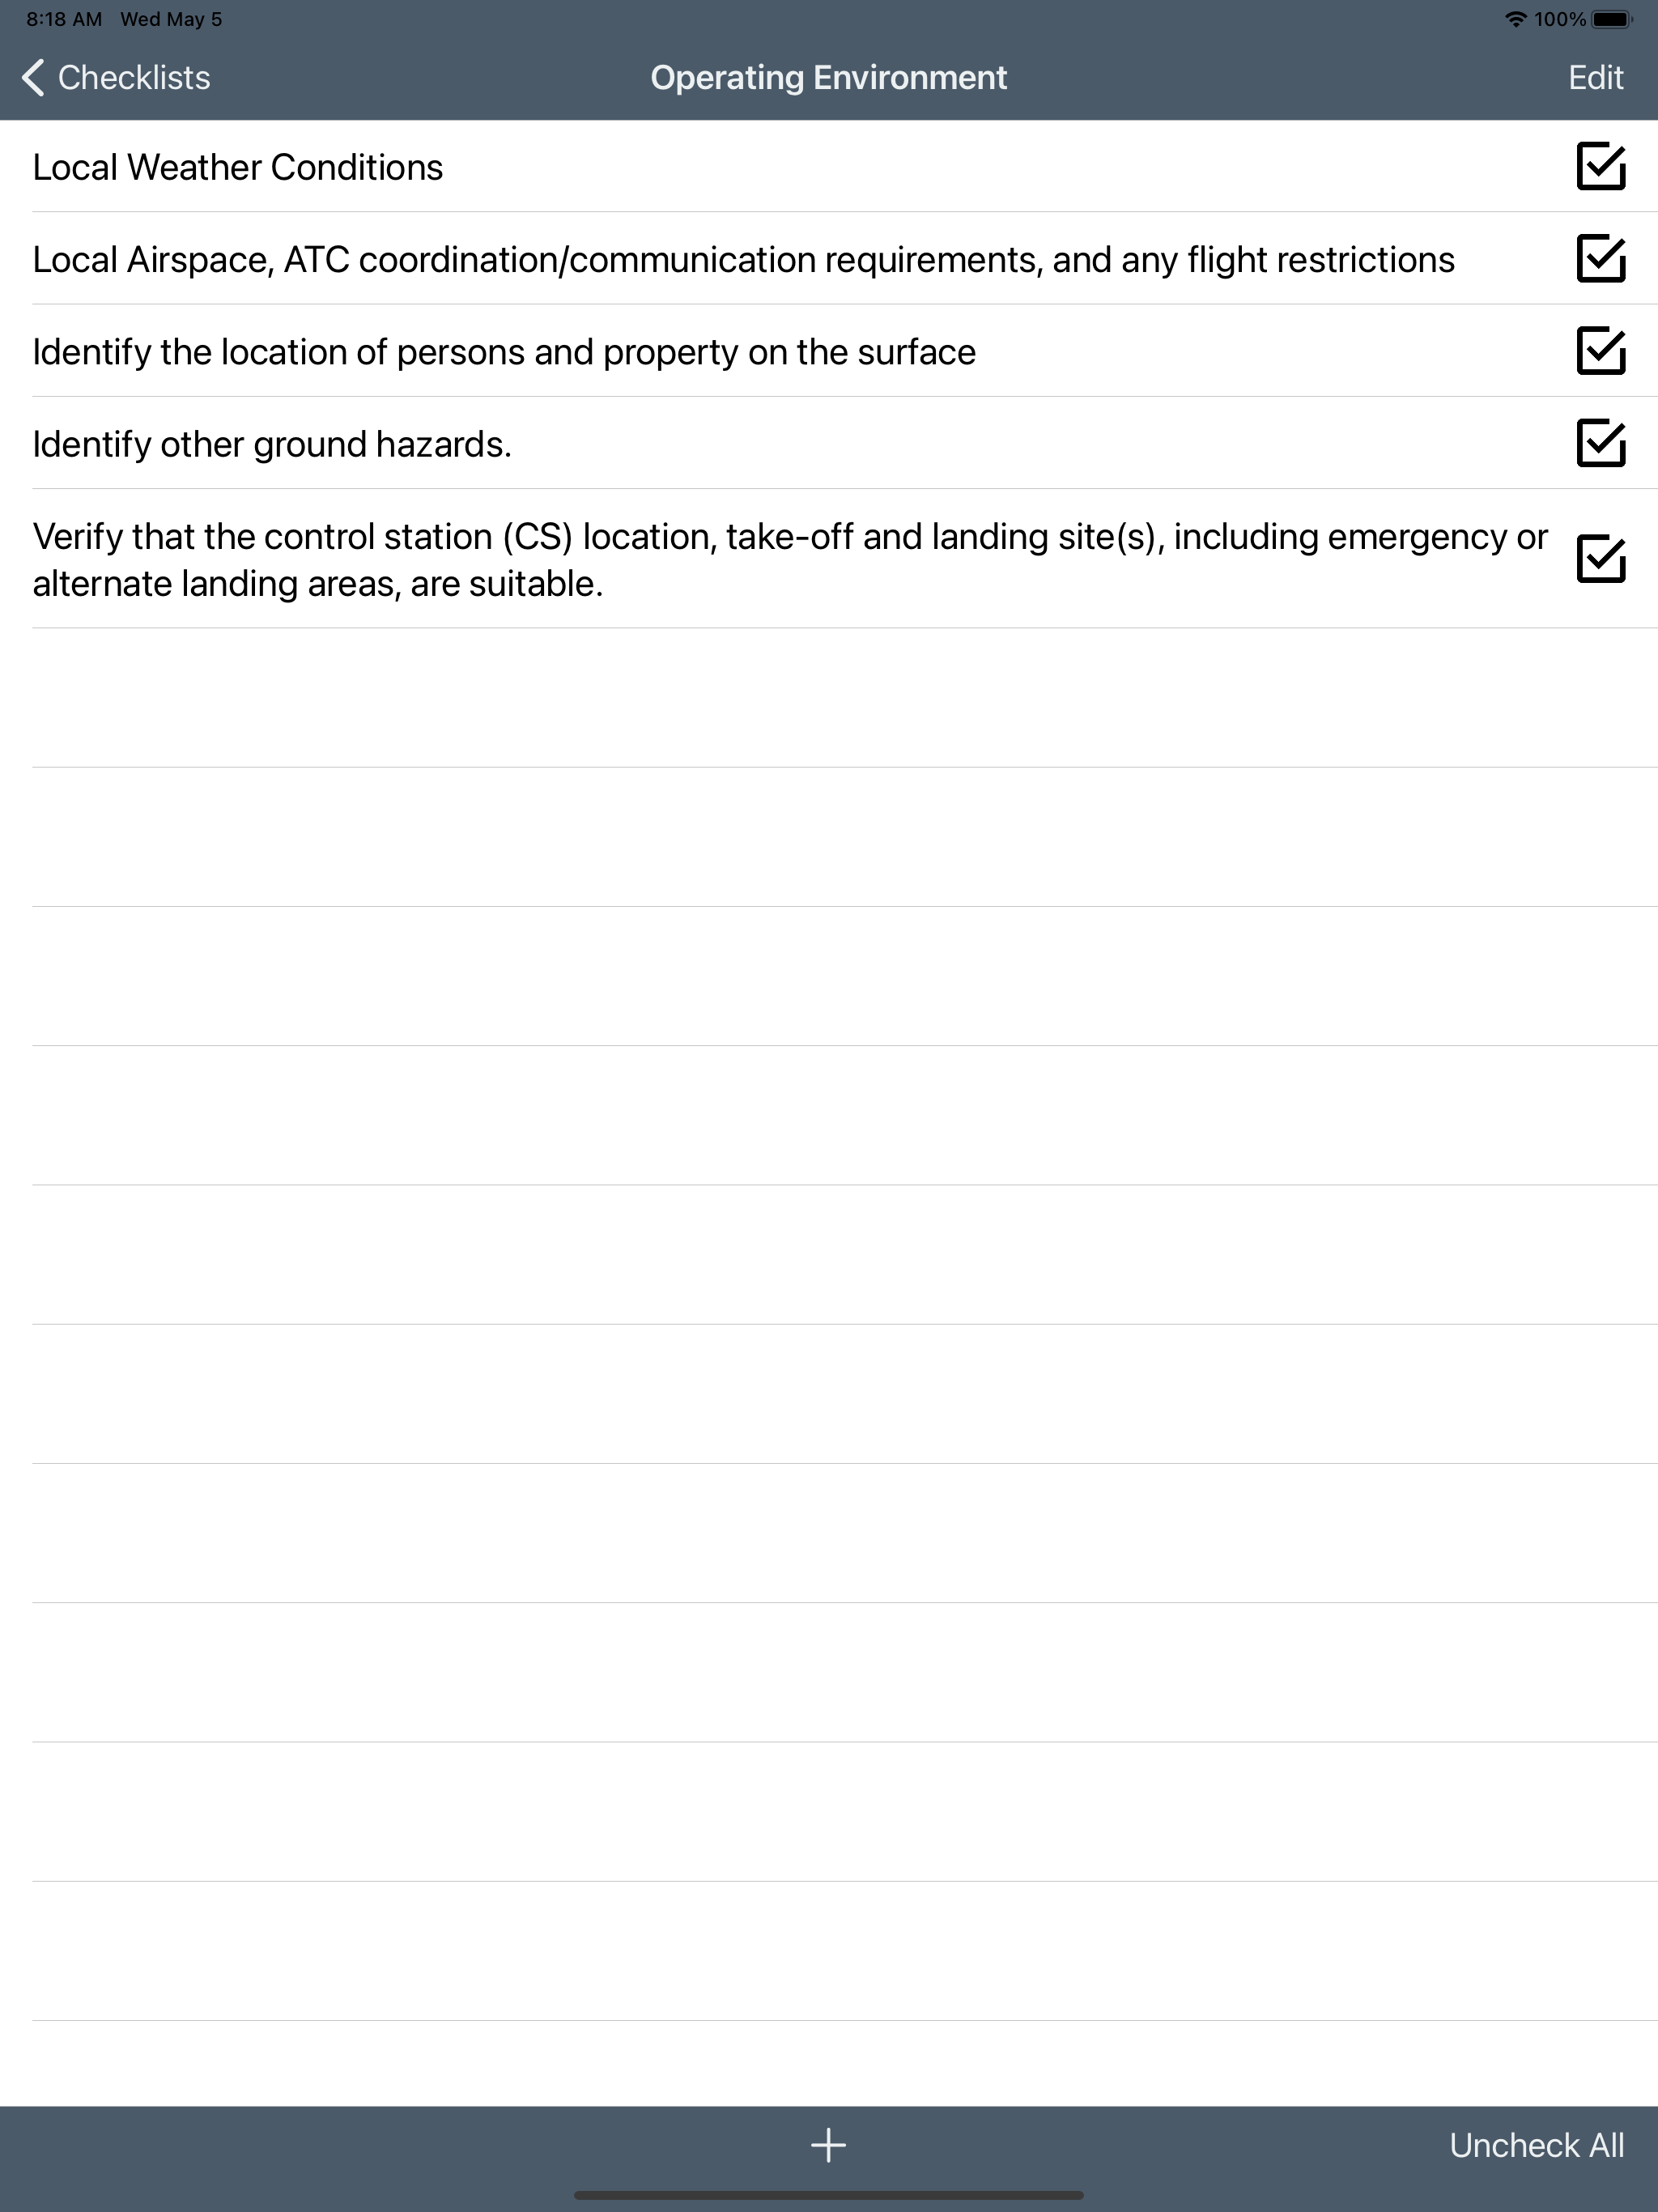 8:18 AM Wed May 5
100%
Checklists
Operating Environment
Edit
Local Weather Conditions
Local Airspace, ATC coordination/communication requirements, and any flight restrictions
Identify the location of persons and property on the surface
Identify other ground hazards.
Verify that the control station (CS) location, take-off and landing site(s), including emergency or
alternate landing areas, are suitable.
Uncheck All